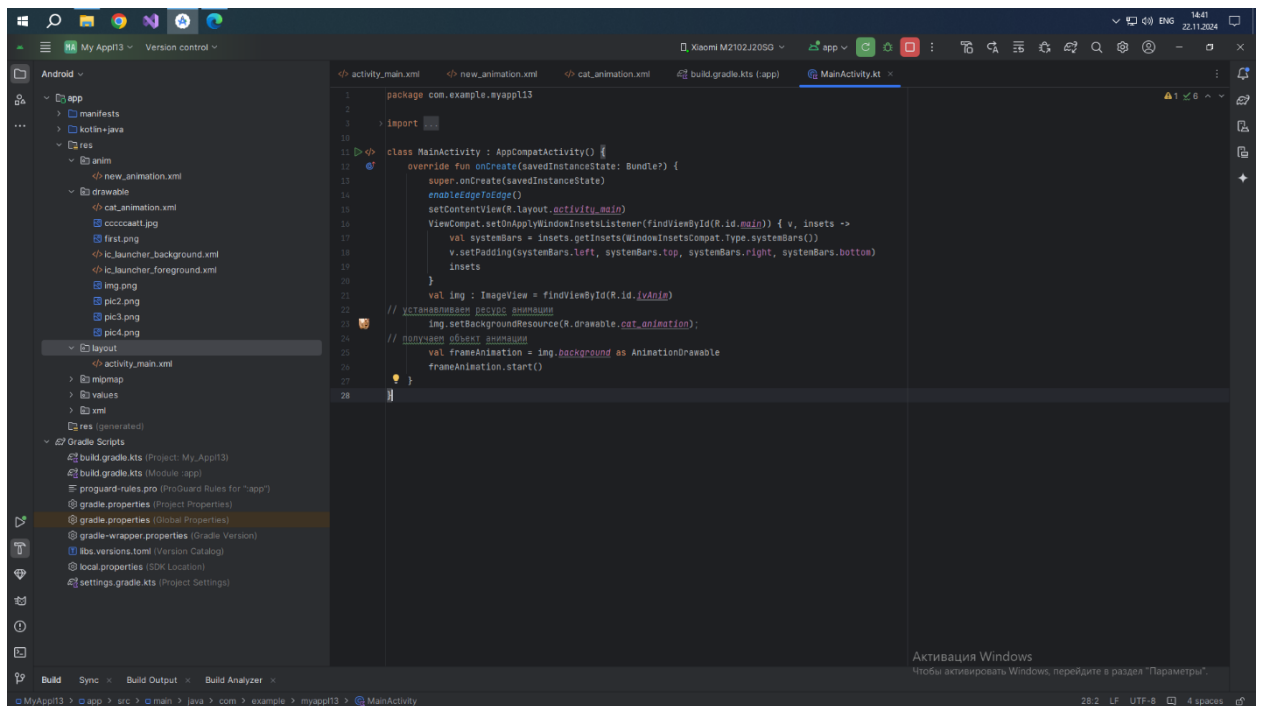 14:41
ENG
22.11.2024
MA My Appl13 Version control
Xiaomi M2102J20SG app
Android
activity_main.xml new_animation.xml cat_animation.xml build.gradle.kts (:app) MainActivity.kt
app
manifests
kotlin+java
res
anim
new_animation.xml
drawable
cat_animation.xml
cccccaatt.jpg
first.png
ic_launcher_background.xml
ic_launcher_foreground.xml
img.png
pic2.png
pic3.png
pic4.png
layout
activity_main.xml
mipmap
values
xml
res (generated)
Gradle Scripts
build.gradle.kts (Project: My_Appl13)
build.gradle.kts (Module :app)
proguard-rules.pro (ProGuard Rules for ":app")
gradle.properties (Project Properties)
gradle.properties (Global Properties)
gradle-wrapper.properties (Gradle Version)
libs.versions.toml (Version Catalog)
local.properties (SDK Location)
settings.gradle.kts (Project Settings)
1 package com.example.myappl13
2
3 import ...
10
11 class MainActivity : AppCompatActivity() {
12 override fun onCreate(savedInstanceState: Bundle?) {
13 super.onCreate(savedInstanceState)
14 enableEdgeToEdge()
15 setContentView(R.layout.activity_main)
16 ViewCompat.setOnApplyWindowInsetsListener(findViewById(R.id.main)) { v, insets ->
17 val systemBars = insets.getInsets(WindowInsetsCompat.Type.systemBars())
18 v.setPadding(systemBars.left, systemBars.top, systemBars.right, systemBars.bottom)
19 insets
20 }
21 val img : ImageView = findViewById(R.id.ivAnim)
22 // устанавливаем ресурс анимации
23 img.setBackgroundResource(R.drawable.cat_animation);
24 // получаем объект анимации
25 val frameAnimation = img.background as AnimationDrawable
26 frameAnimation.start()
27 }
28 }
1 6
Активация Windows
Чтобы активировать Windows, перейдите в раздел "Параметры".
Build Sync Build Output Build Analyzer
MyAppl13 > app > src > main > java > com > example > myappl13 > MainActivity
28:2 LF UTF-8 4 spaces